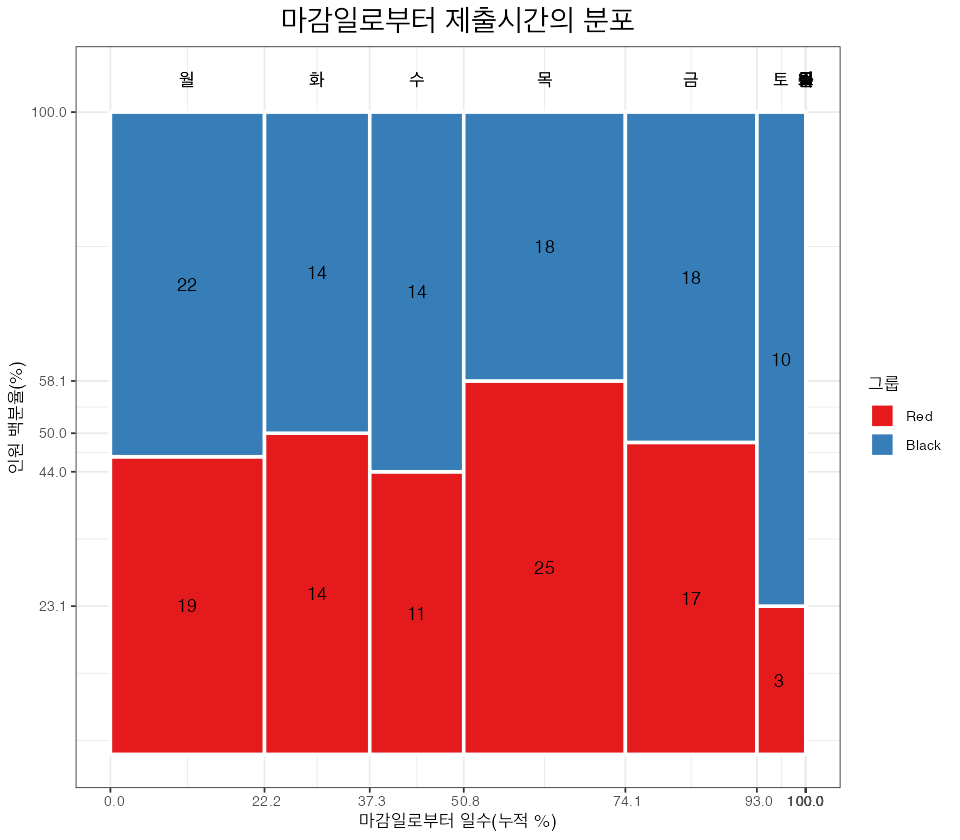 마감일로부터 제출시간의 분포
월 화 수 목 금 토
100.0
58.1
50.0
44.0
23.1
인원 백분율(%)
22 14 14 18 18 10
19 14 11 25 17 3
0.0 22.2 37.3 50.8 74.1 93.0 100.0
마감일로부터 일수(누적 %)
그룹
Red
Black